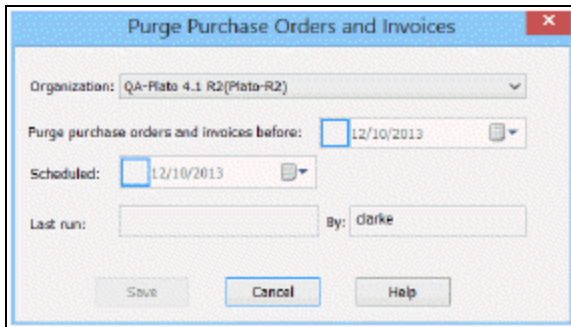 Purge Purchase Orders and Invoices
Organization: QA-Plato 4.1 R2(Plato-R2)
Purge purchase orders and invoices before: 12/10/2013
Scheduled: 12/10/2013
Last run: By: clarke
Save Cancel Help